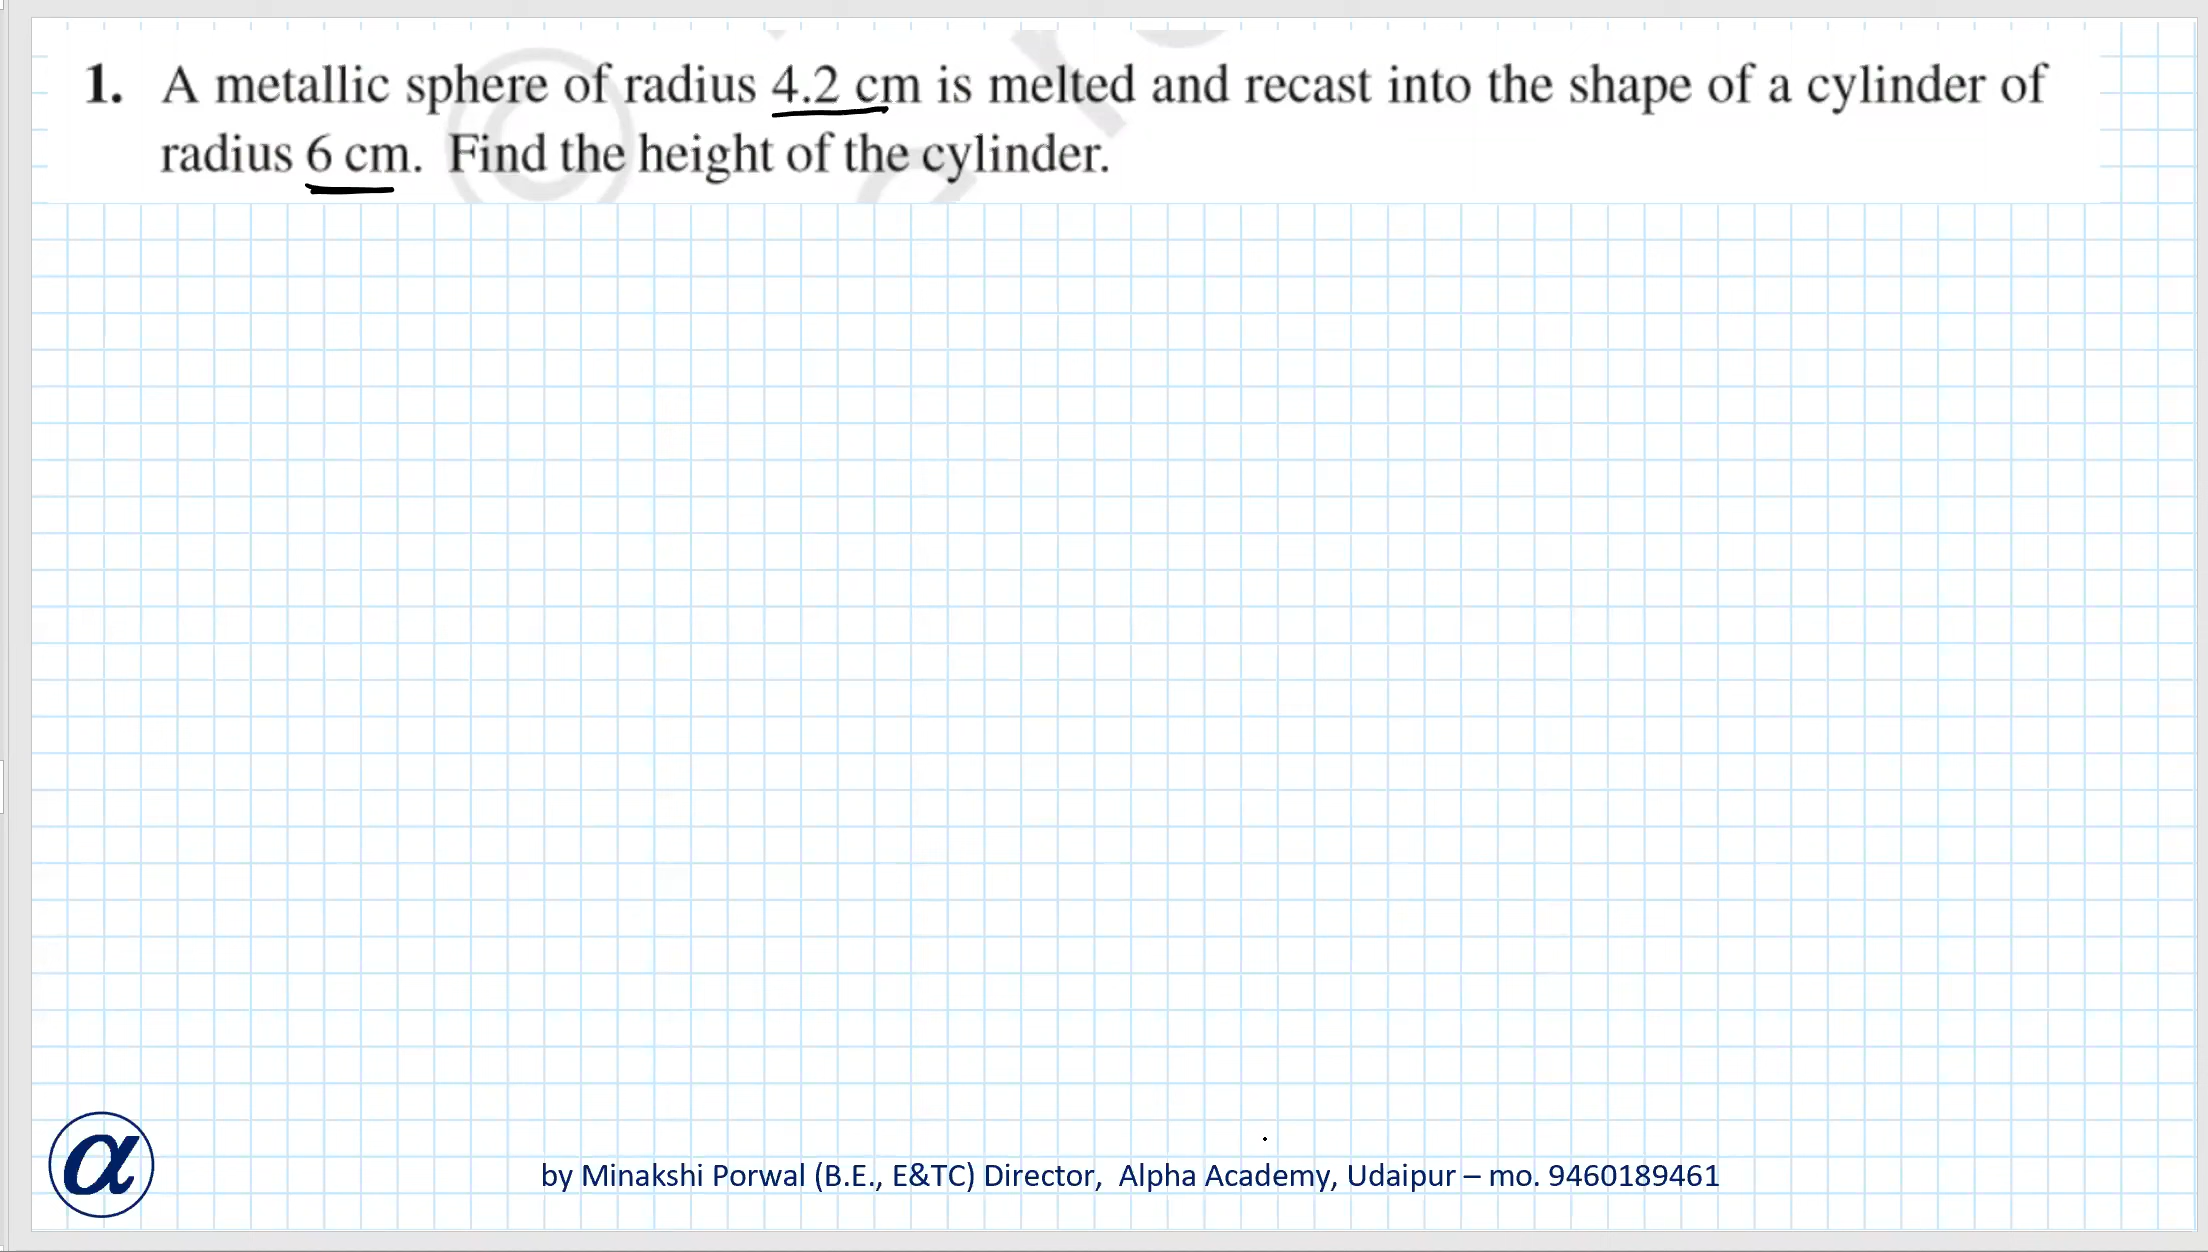 1. A metallic sphere of radius 4.2 cm is melted and recast into the shape of a cylinder of
radius 6 cm. Find the height of the cylinder.
α
by Minakshi Porwal (B.E., E&TC) Director, Alpha Academy, Udaipur – mo. 9460189461